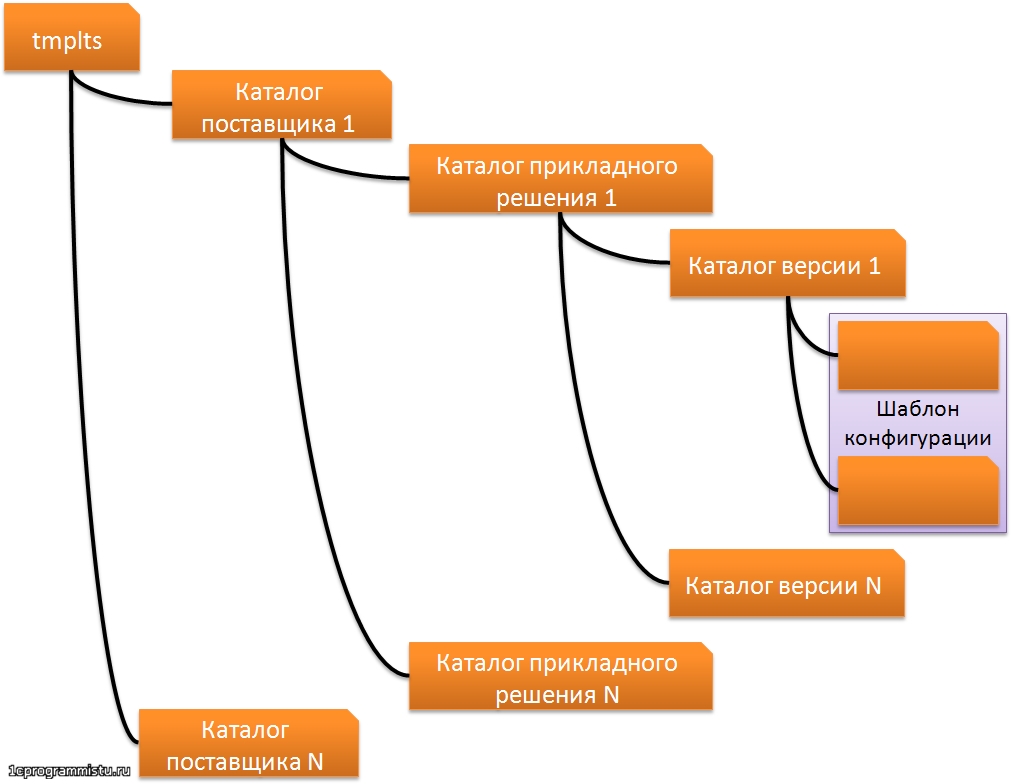 tmplts
Каталог
поставщика 1
Каталог прикладного
решения 1
Каталог версии 1
Шаблон
конфигурации
Каталог версии N
Каталог прикладного
решения N
Каталог
поставщика N
1cprogrammistu.ru